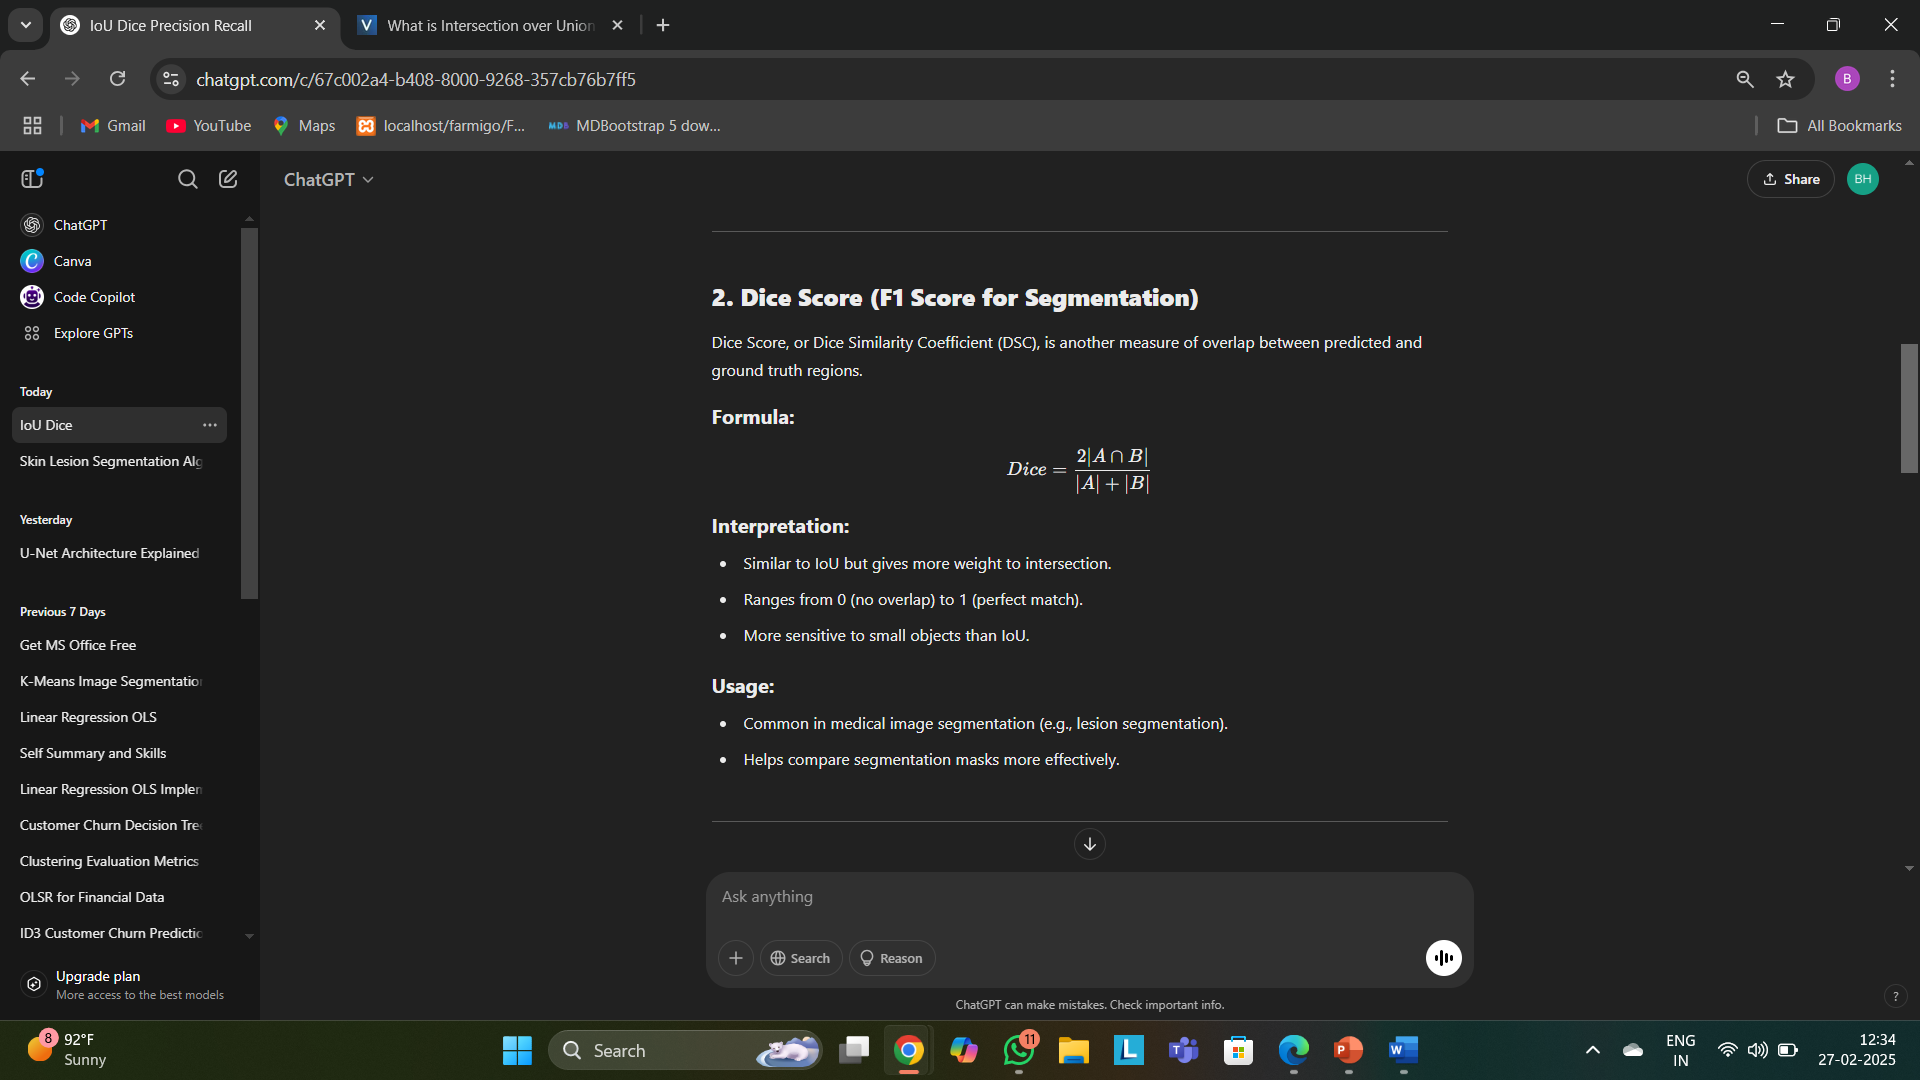 IoU Dice Precision Recall
What is Intersection over Union
chatgpt.com/c/67c002a4-b408-8000-9268-357cb76b7ff5
B
Gmail
YouTube
Maps
localhost/farmigo/F...
MDB
MDBootstrap 5 dow...
All Bookmarks
ChatGPT
Share
BH
ChatGPT
Canva
Code Copilot
Explore GPTs
Today
IoU Dice
Skin Lesion Segmentation Alg
Yesterday
U-Net Architecture Explained
Previous 7 Days
Get MS Office Free
K-Means Image Segmentation
Linear Regression OLS
Self Summary and Skills
Linear Regression OLS Implem
Customer Churn Decision Tree
Clustering Evaluation Metrics
OLSR for Financial Data
ID3 Customer Churn Predictio
Upgrade plan
More access to the best models
2. Dice Score (F1 Score for Segmentation)
Dice Score, or Dice Similarity Coefficient (DSC), is another measure of overlap between predicted and
ground truth regions.
Formula:
Dice = 2|A ∩ B| / |A| + |B|
Interpretation:
• Similar to IoU but gives more weight to intersection.
• Ranges from 0 (no overlap) to 1 (perfect match).
• More sensitive to small objects than IoU.
Usage:
• Common in medical image segmentation (e.g., lesion segmentation).
• Helps compare segmentation masks more effectively.
Ask anything
Search
Reason
ChatGPT can make mistakes. Check important info.
?
8
92°F
Sunny
Search
11
ENG
IN
12:34
27-02-2025